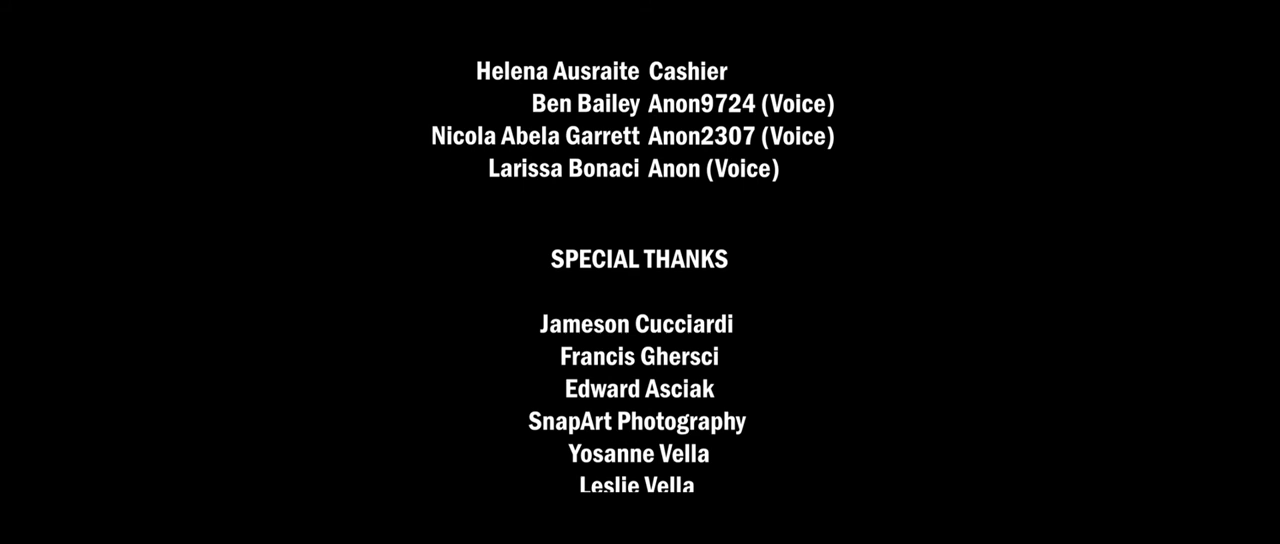 Helena Ausraite Cashier
Ben Bailey Anon9724 (Voice)
Nicola Abela Garrett Anon2307 (Voice)
Larissa Bonaci Anon (Voice)
SPECIAL THANKS
Jameson Cucciardi
Francis Ghersci
Edward Asciak
SnapArt Photography
Yosanne Vella
Leslie Vella